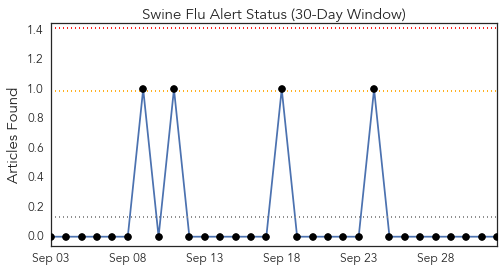 Swine Flu Alert Status (30-Day Window)
Articles Found
1.4
1.2
1.0
0.8
0.6
0.4
0.2
0.0
Sep 03 Sep 08 Sep 13 Sep 18 Sep 23 Sep 28